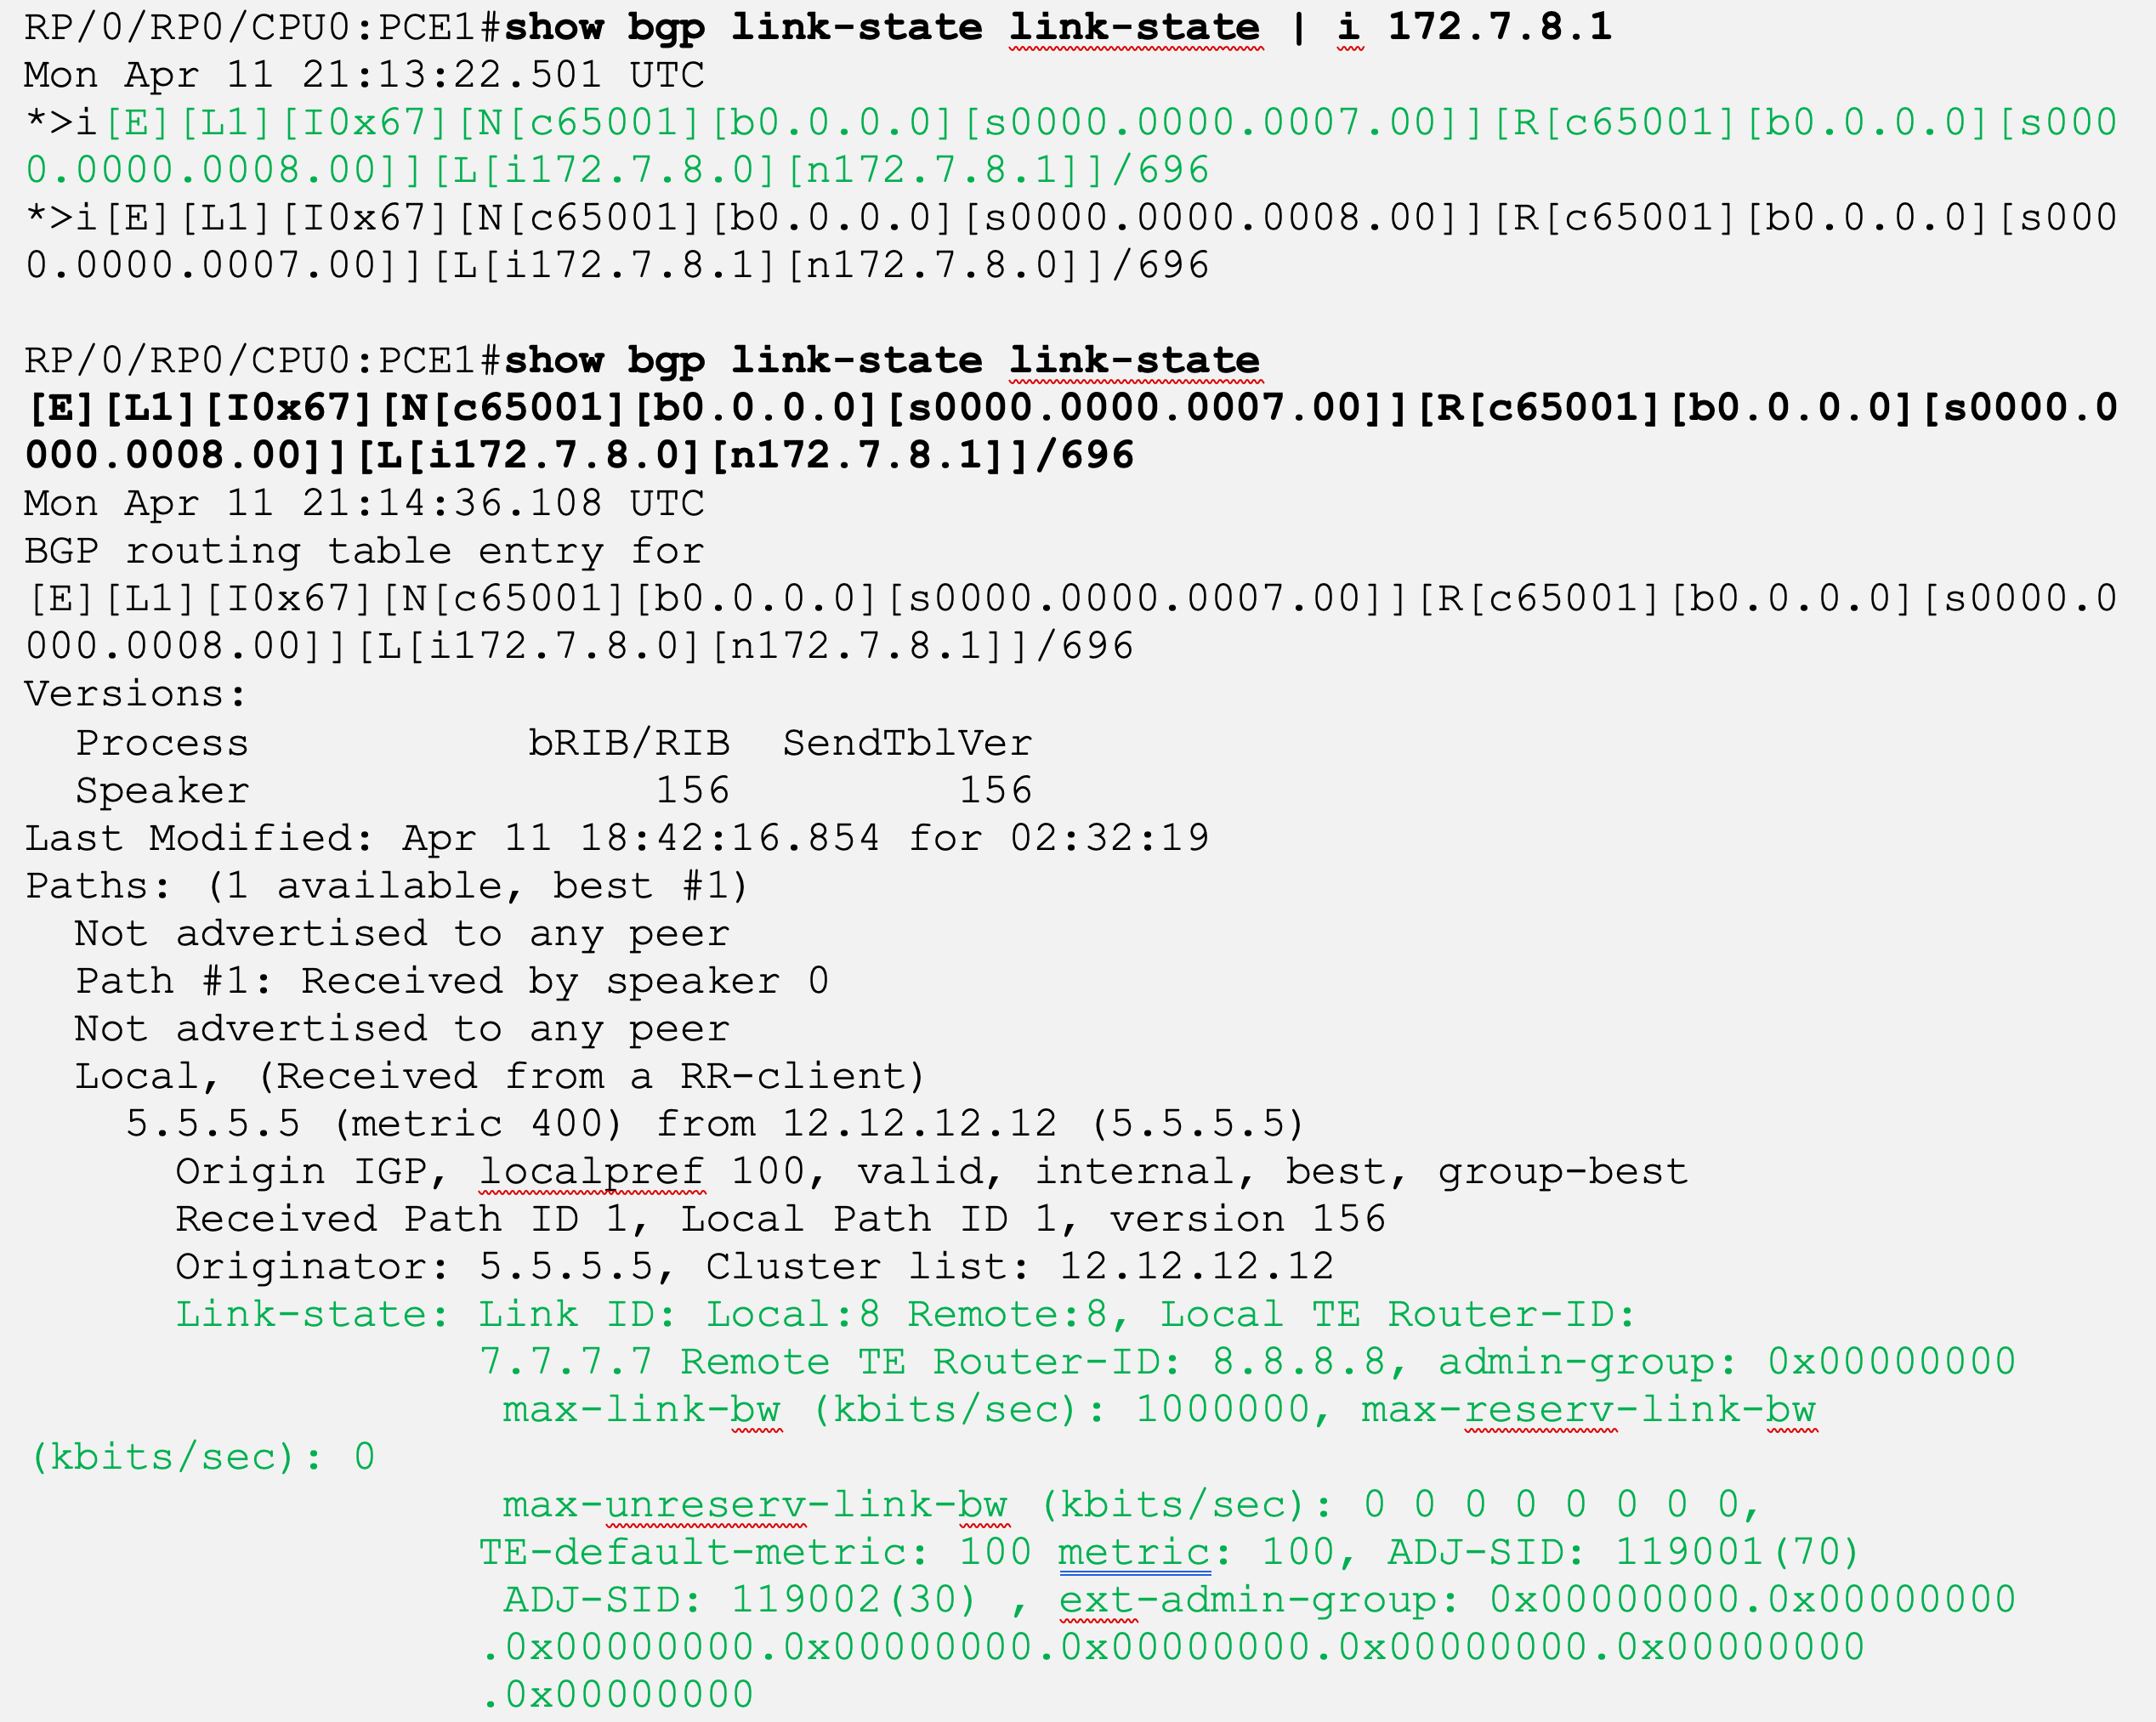 RP/0/RP0/CPU0:PCE1#show bgp link-state link-state | i 172.7.8.1
Mon Apr 11 21:13:22.501 UTC
*>i[E][L1][I0x67][N[c65001][b0.0.0.0][s0000.0000.0007.00]][R[c65001][b0.0.0.0][s000
0.0000.0008.00]][L[i172.7.8.0][n172.7.8.1]]/696
*>i[E][L1][I0x67][N[c65001][b0.0.0.0][s0000.0000.0008.00]][R[c65001][b0.0.0.0][s000
0.0000.0007.00]][L[i172.7.8.1][n172.7.8.0]]/696
RP/0/RP0/CPU0:PCE1#show bgp link-state link-state
[E][L1][I0x67][N[c65001][b0.0.0.0][s0000.0000.0007.00]][R[c65001][b0.0.0.0][s0000.0
000.0008.00]][L[i172.7.8.0][n172.7.8.1]]/696
Mon Apr 11 21:14:36.108 UTC
BGP routing table entry for
[E][L1][I0x67][N[c65001][b0.0.0.0][s0000.0000.0007.00]][R[c65001][b0.0.0.0][s0000.0
000.0008.00]][L[i172.7.8.0][n172.7.8.1]]/696
Versions:
  Process           bRIB/RIB  SendTblVer
  Speaker                156         156
Last Modified: Apr 11 18:42:16.854 for 02:32:19
Paths: (1 available, best #1)
  Not advertised to any peer
  Path #1: Received by speaker 0
  Not advertised to any peer
  Local, (Received from a RR-client)
    5.5.5.5 (metric 400) from 12.12.12.12 (5.5.5.5)
      Origin IGP, localpref 100, valid, internal, best, group-best
      Received Path ID 1, Local Path ID 1, version 156
      Originator: 5.5.5.5, Cluster list: 12.12.12.12
      Link-state: Link ID: Local:8 Remote:8, Local TE Router-ID:
                  7.7.7.7 Remote TE Router-ID: 8.8.8.8, admin-group: 0x00000000
                   max-link-bw (kbits/sec): 1000000, max-reserv-link-bw
(kbits/sec): 0
                   max-unreserv-link-bw (kbits/sec): 0 0 0 0 0 0 0 0,
                  TE-default-metric: 100 metric: 100, ADJ-SID: 119001(70)
                   ADJ-SID: 119002(30) , ext-admin-group: 0x00000000.0x00000000
                  .0x00000000.0x00000000.0x00000000.0x00000000.0x00000000
                  .0x00000000